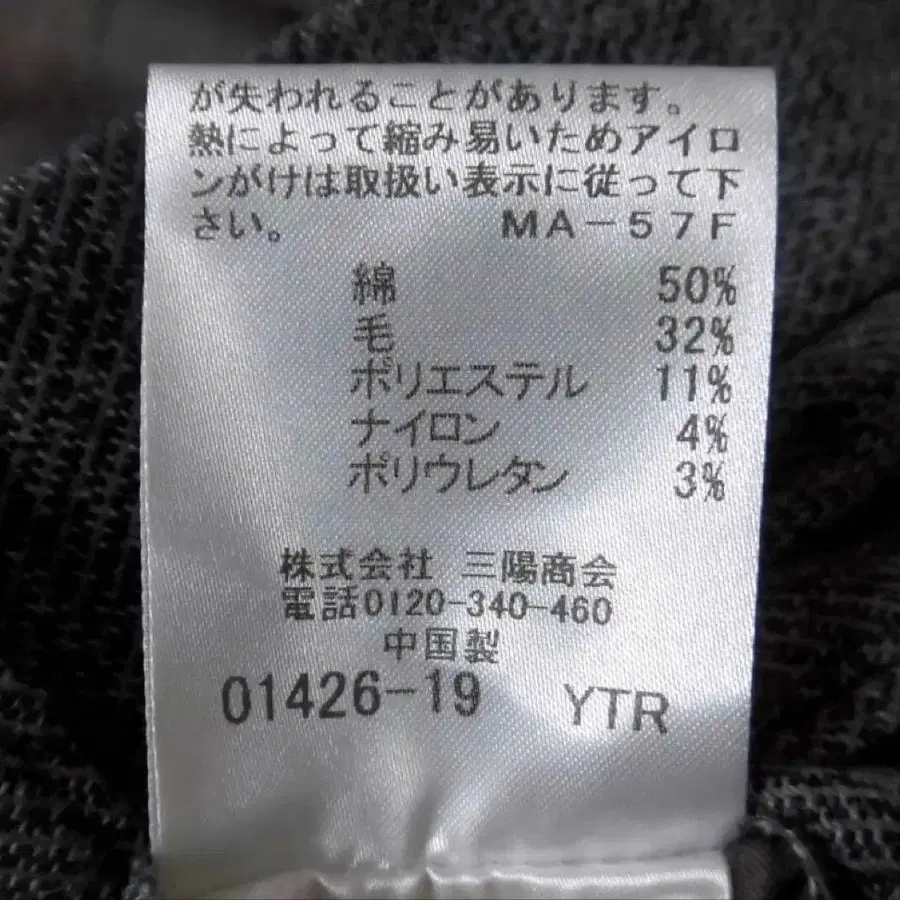 が失われることがあります。
熱によって縮み易いためアイロ
ンがけは取扱い表示に従って下
さい。 MA－57F
綿 50%
毛 32%
ポリエステル 11%
ナイロン 4%
ポリウレタン 3%
株式会社 三陽商会
電話0120-340-460
中国製
01426-19 YTR